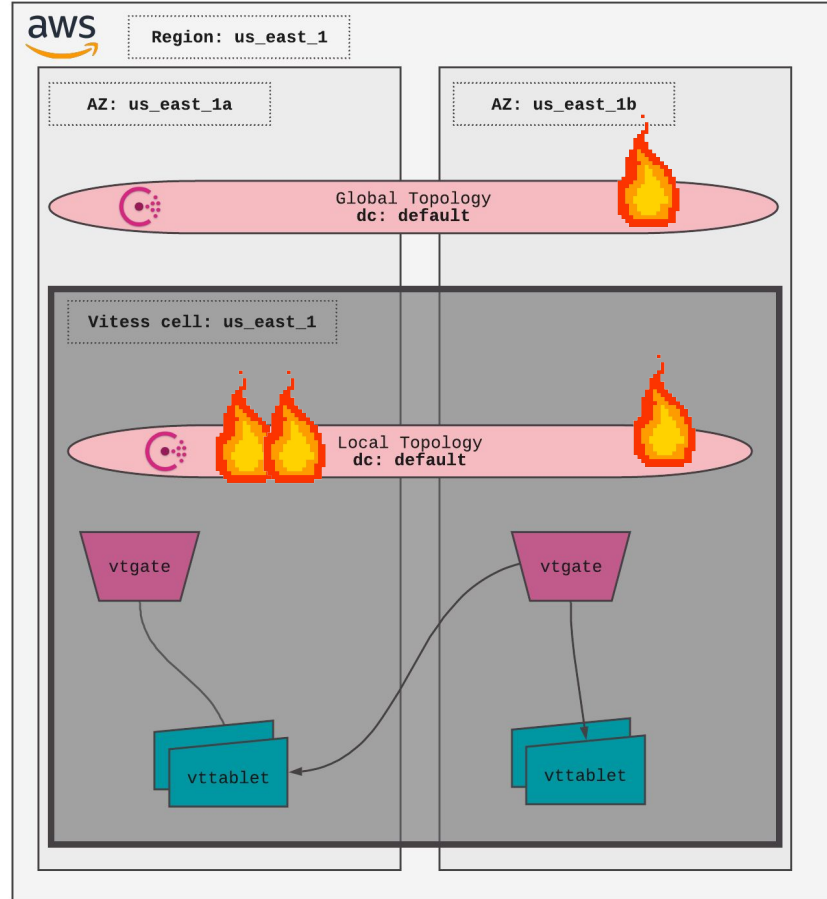 aws
Region: us_east_1
AZ: us_east_1a
AZ: us_east_1b
Global Topology
dc: default
Vitess cell: us_east_1
Local Topology
dc: default
vtgate
vtgate
vttablet
vttablet